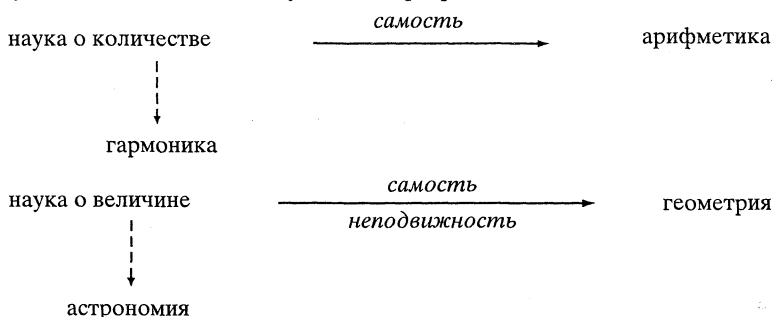 самость
наука о количестве арифметика
гармоника
самость
наука о величине геометрия
неподвижность
астрономия